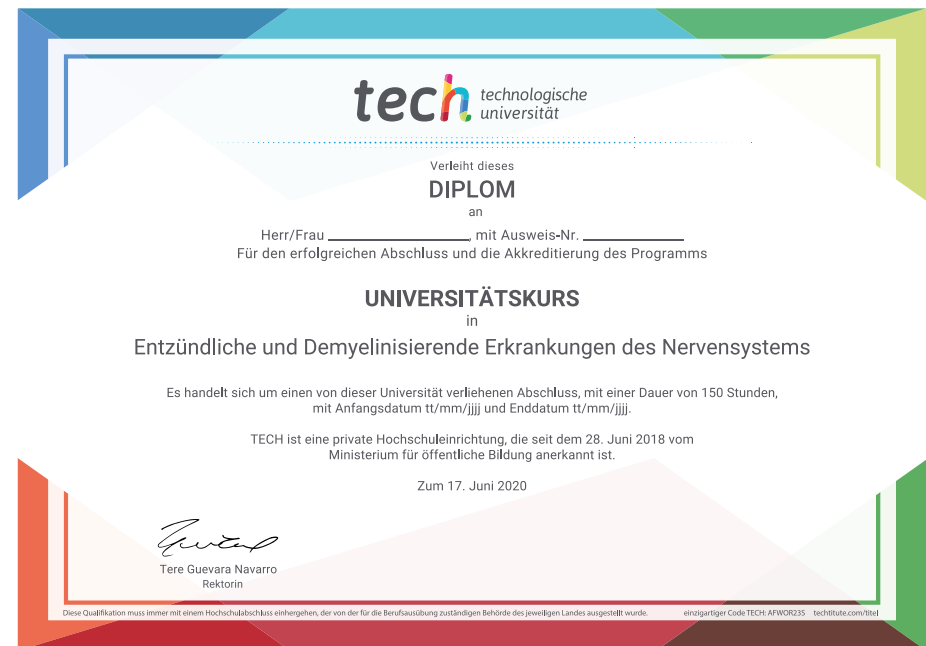 tech technologische
universität
Verleiht dieses
DIPLOM
an
Herr/Frau ________________, mit Ausweis-Nr. ____________
Für den erfolgreichen Abschluss und die Akkreditierung des Programms
UNIVERSITÄTSKURS
in
Entzündliche und Demyelinisierende Erkrankungen des Nervensystems
Es handelt sich um einen von dieser Universität verliehenen Abschluss, mit einer Dauer von 150 Stunden,
mit Anfangsdatum tt/mm/jjjj und Enddatum tt/mm/jjjj.
TECH ist eine private Hochschuleinrichtung, die seit dem 28. Juni 2018 vom
Ministerium für öffentliche Bildung anerkannt ist.
Zum 17. Juni 2020
Tere Guevara Navarro
Rektorin
Diese Qualifikation muss immer mit einem Hochschulabschluss einhergehen, der von der für die Berufsausübung zuständigen Behörde des jeweiligen Landes ausgestellt wurde. einzigartiger Code TECH: AFWOR23S techtitute.com/titel